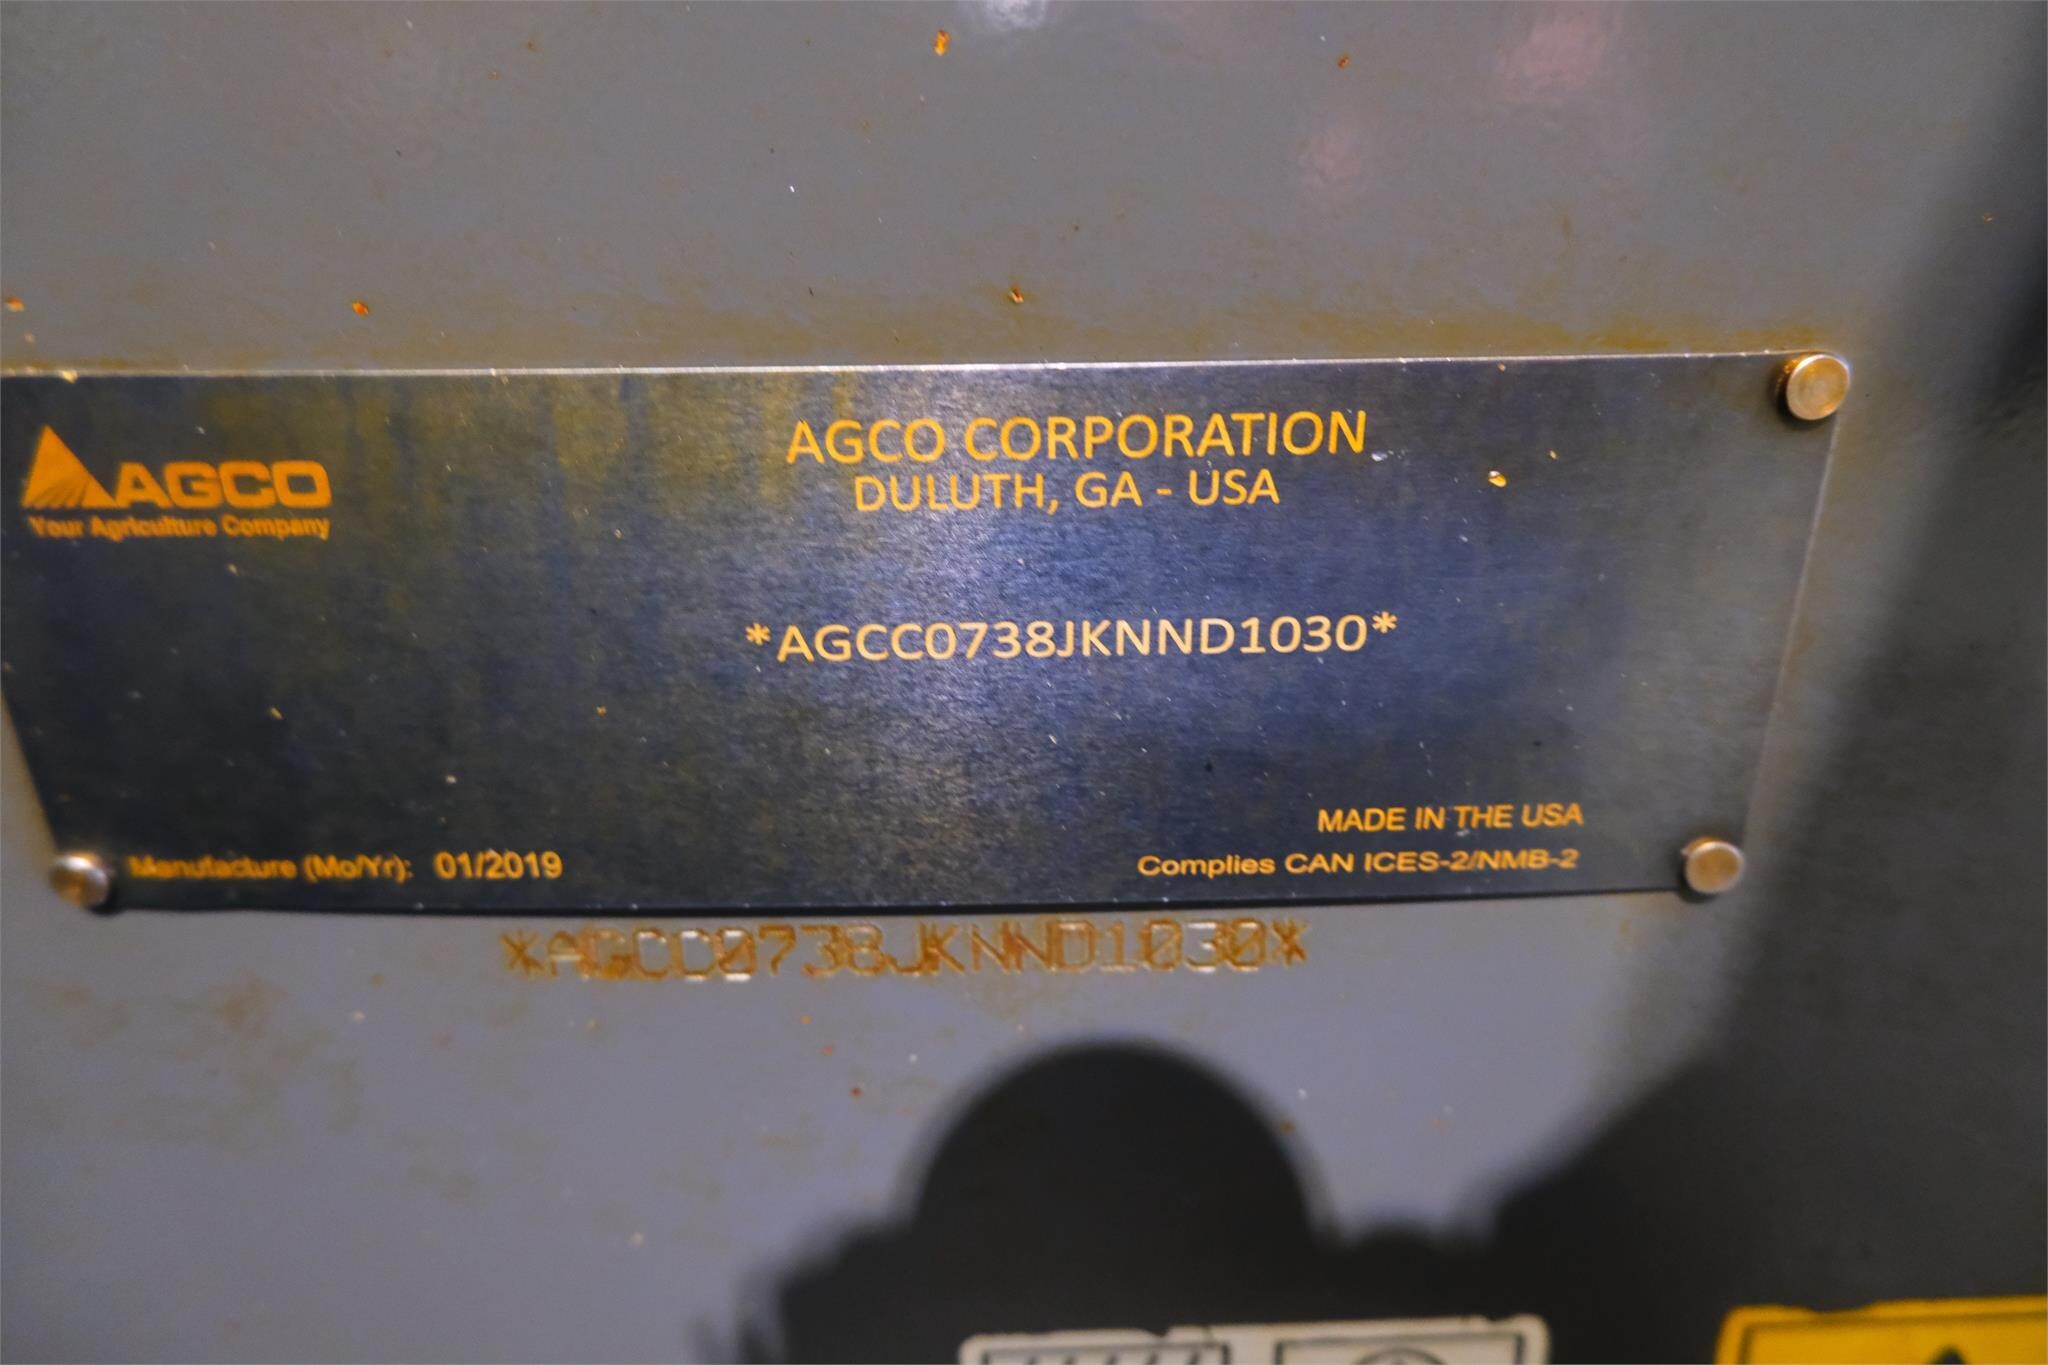 AGCO
Your Agriculture Company
AGCO CORPORATION
DULUTH, GA - USA
*AGCC0738JKNND1030*
MADE IN THE USA
Complies CAN ICES-2/NMB-2
Manufacture (Mo/Yr): 01/2019
*AGCC0738JKNND1030*